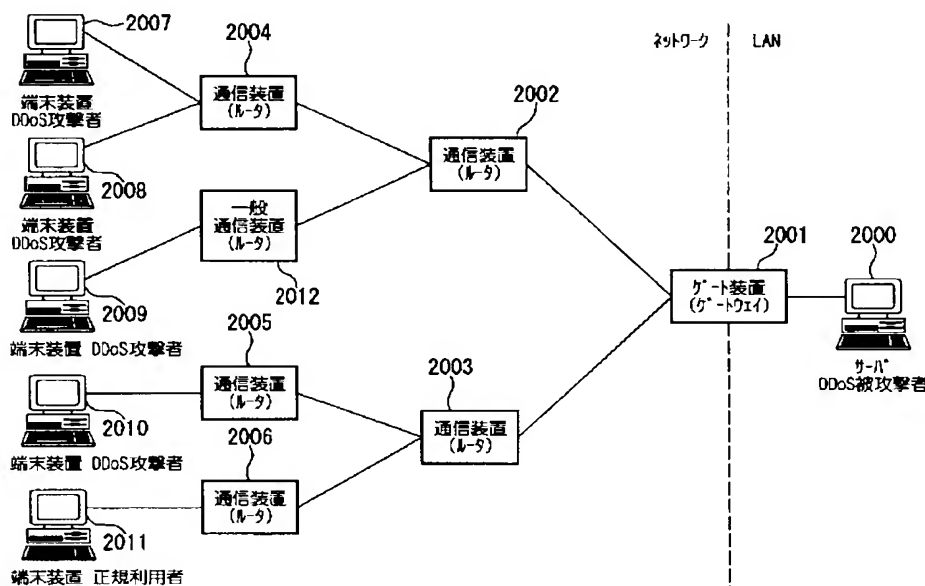 2007
端末装置
DDoS攻撃者
2008
端末装置
DDoS攻撃者
2009
端末装置 DDoS攻撃者
2010
端末装置 DDoS攻撃者
2011
端末装置 正規利用者
2004
通信装置
(ルータ)
一般
通信装置
(ルータ)
2012
2005
通信装置
(ルータ)
2006
通信装置
(ルータ)
2002
通信装置
(ルータ)
2003
通信装置
(ルータ)
ネットワーク
LAN
2001
ゲート装置
(ゲートウェイ)
2000
サーバ
DDoS被攻撃者